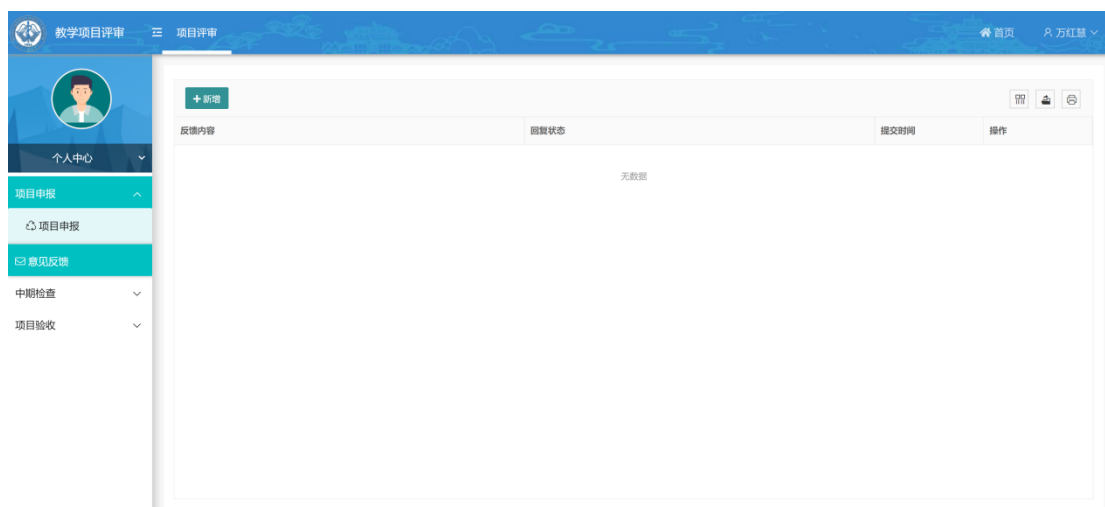 教学项目评审 项目评审 首页 万红慧
新增
反馈内容 回复状态 提交时间 操作
无数据
个人中心
项目申报
项目申报
意见反馈
中期检查
项目验收